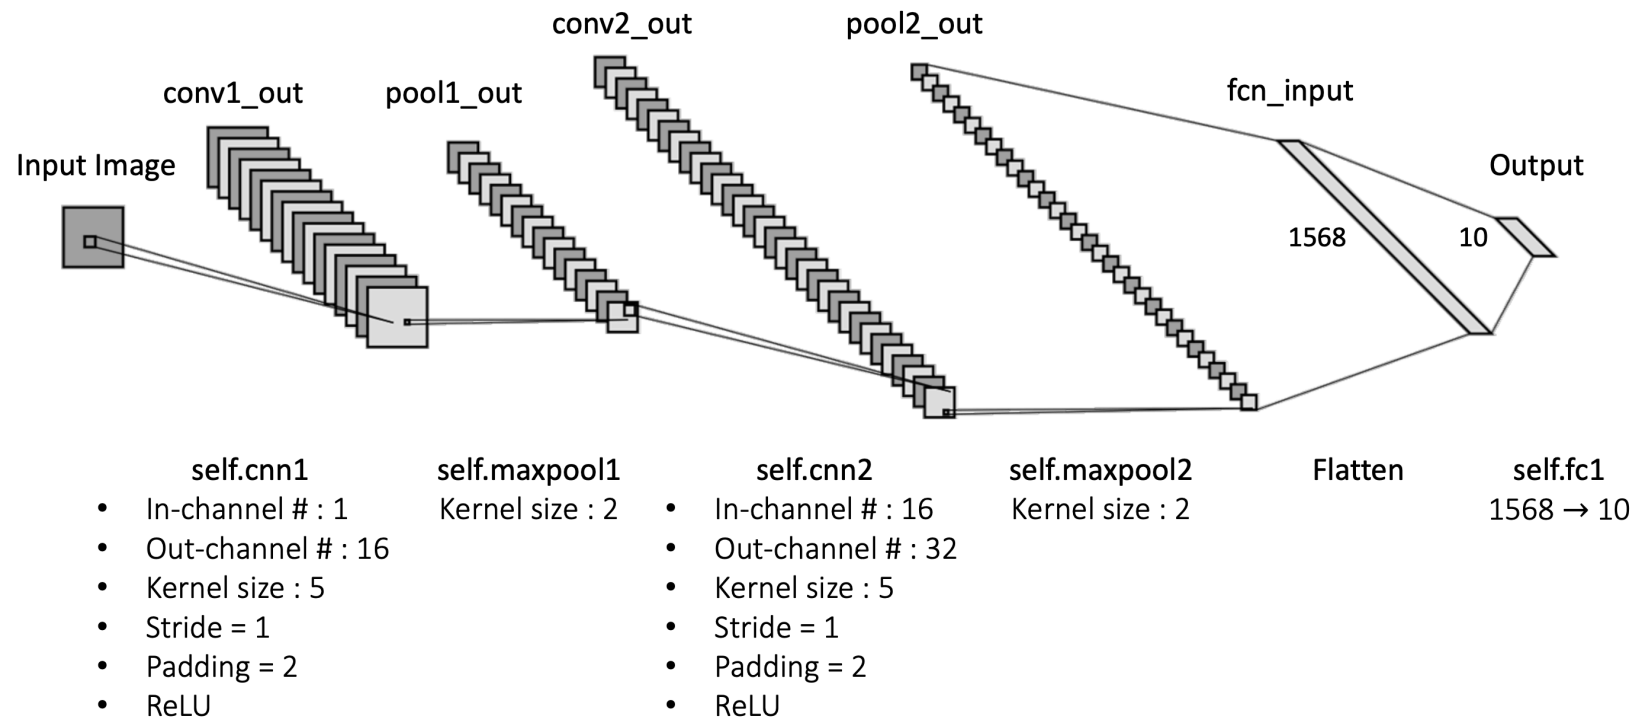 conv2_out
pool2_out
conv1_out
pool1_out
fcn_input
Input Image
Output
1568
10
self.cnn1
• In-channel # : 1
• Out-channel # : 16
• Kernel size : 5
• Stride = 1
• Padding = 2
• ReLU
self.maxpool1
Kernel size : 2
self.cnn2
• In-channel # : 16
• Out-channel # : 32
• Kernel size : 5
• Stride = 1
• Padding = 2
• ReLU
self.maxpool2
Kernel size : 2
Flatten
self.fc1
1568 → 10